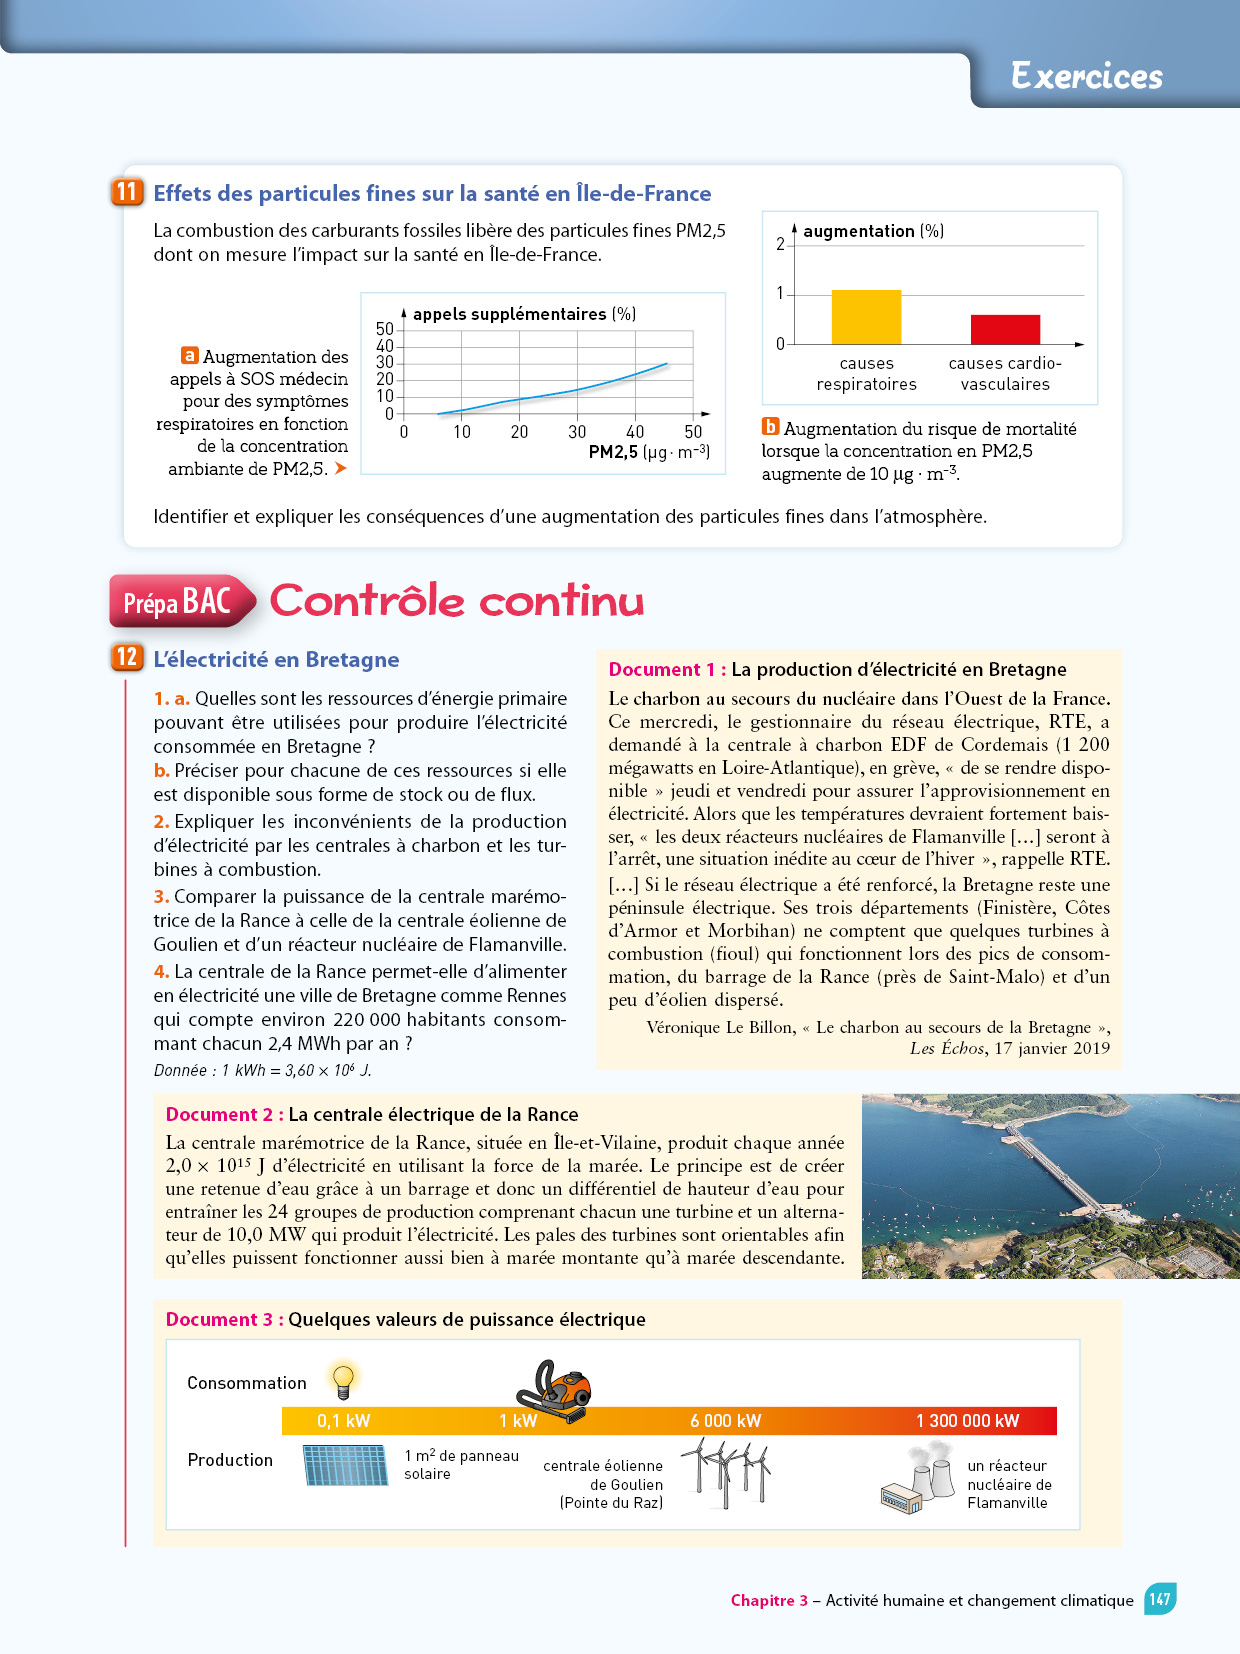 Exercices
11 Effets des particules fines sur la santé en Île-de-France
La combustion des carburants fossiles libère des particules fines PM2,5
dont on mesure l’impact sur la santé en Île-de-France.
a Augmentation des
appels à SOS médecin
pour des symptômes
respiratoires en fonction
de la concentration
ambiante de PM2,5.
appels supplémentaires (%)
50
40
30
20
10
0
0 10 20 30 40 50
PM2,5 (µg · m⁻³)
augmentation (%)
2
1
0
causes
respiratoires
causes cardio-
vasculaires
b Augmentation du risque de mortalité
lorsque la concentration en PM2,5
augmente de 10 µg · m⁻³.
Identifier et expliquer les conséquences d’une augmentation des particules fines dans l’atmosphère.
Prépa BAC Contrôle continu
12 L’électricité en Bretagne
1. a. Quelles sont les ressources d’énergie primaire
pouvant être utilisées pour produire l’électricité
consommée en Bretagne ?
b. Préciser pour chacune de ces ressources si elle
est disponible sous forme de stock ou de flux.
2. Expliquer les inconvénients de la production
d’électricité par les centrales à charbon et les tur-
bines à combustion.
3. Comparer la puissance de la centrale marémo-
trice de la Rance à celle de la centrale éolienne de
Goulien et d’un réacteur nucléaire de Flamanville.
4. La centrale de la Rance permet-elle d’alimenter
en électricité une ville de Bretagne comme Rennes
qui compte environ 220 000 habitants consom-
mant chacun 2,4 MWh par an ?
Donnée : 1 kWh = 3,60 × 10⁶ J.
Document 1 : La production d’électricité en Bretagne
Le charbon au secours du nucléaire dans l’Ouest de la France.
Ce mercredi, le gestionnaire du réseau électrique, RTE, a
demandé à la centrale à charbon EDF de Cordemais (1 200
mégawatts en Loire-Atlantique), en grève, « de se rendre dispo-
nible » jeudi et vendredi pour assurer l’approvisionnement en
électricité. Alors que les températures devraient fortement bais-
ser, « les deux réacteurs nucléaires de Flamanville [...] seront à
l’arrêt, une situation inédite au cœur de l’hiver », rappelle RTE.
[...] Si le réseau électrique a été renforcé, la Bretagne reste une
péninsule électrique. Ses trois départements (Finistère, Côtes
d’Armor et Morbihan) ne comptent que quelques turbines à
combustion (fioul) qui fonctionnent lors des pics de consom-
mation, du barrage de la Rance (près de Saint-Malo) et d’un
peu d’éolien dispersé.
Véronique Le Billon, « Le charbon au secours de la Bretagne »,
Les Échos, 17 janvier 2019
Document 2 : La centrale électrique de la Rance
La centrale marémotrice de la Rance, située en Île-et-Vilaine, produit chaque année
2,0 × 10¹⁵ J d’électricité en utilisant la force de la marée. Le principe est de créer
une retenue d’eau grâce à un barrage et donc un différentiel de hauteur d’eau pour
entraîner les 24 groupes de production comprenant chacun une turbine et un alterna-
teur de 10,0 MW qui produit l’électricité. Les pales des turbines sont orientables afin
qu’elles puissent fonctionner aussi bien à marée montante qu’à marée descendante.
Document 3 : Quelques valeurs de puissance électrique
Consommation
0,1 kW 1 kW 6 000 kW 1 300 000 kW
Production
1 m² de panneau
solaire
centrale éolienne
de Goulien
(Pointe du Raz)
un réacteur
nucléaire de
Flamanville
Chapitre 3 – Activité humaine et changement climatique 147